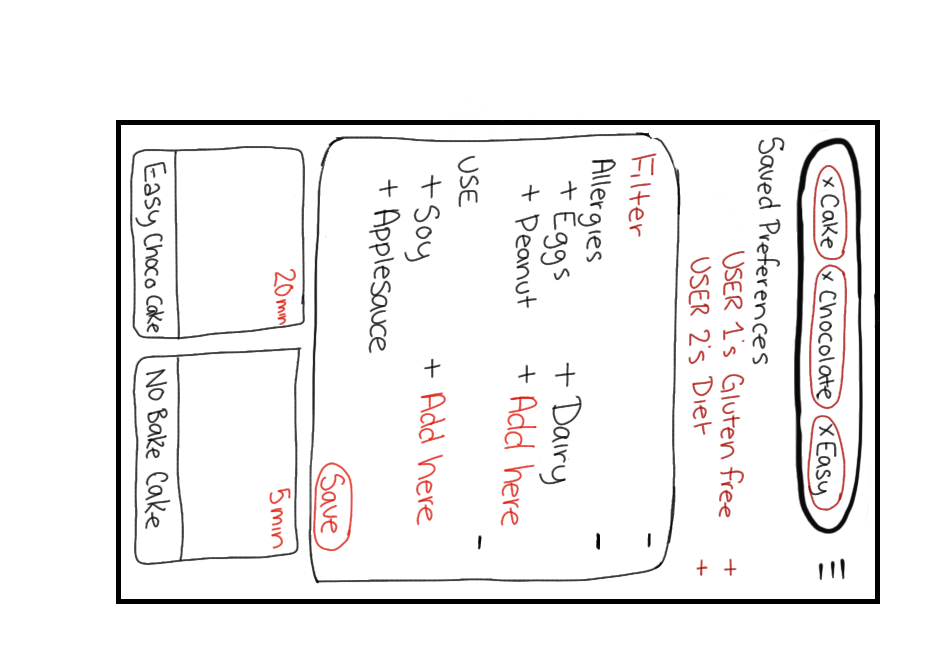 x Cake x Chocolate x Easy
Saved Preferences
USER 1's Gluten free +
USER 2's Diet +
Filter -
Allergies -
+ Eggs + Dairy
+ Peanut + Add here
USE -
+ Soy + Add here
+ Applesauce
Save
20min
Easy Choco Cake
5min
No Bake Cake